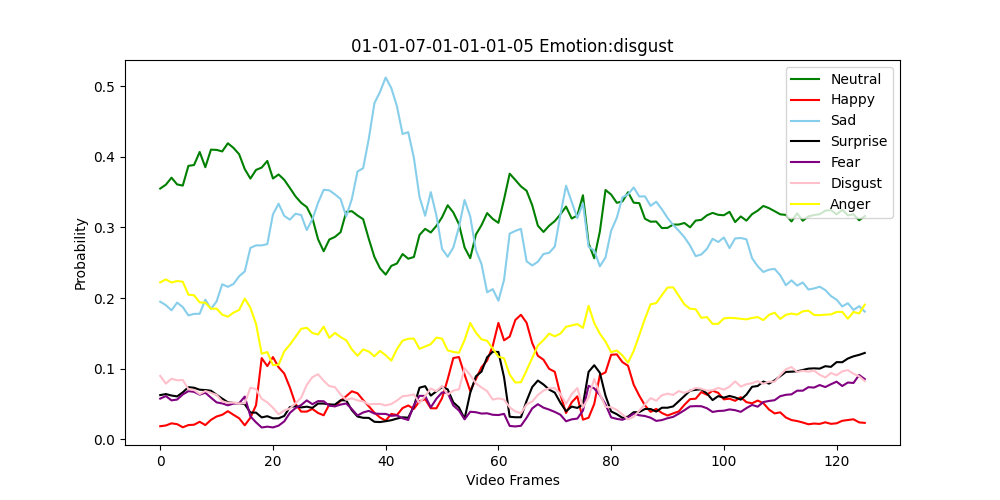 01-01-07-01-01-01-05 Emotion:disgust
Probability
0.5
0.4
0.3
0.2
0.1
0.0
0
20
40
60
80
100
120
Video Frames
Neutral
Happy
Sad
Surprise
Fear
Disgust
Anger